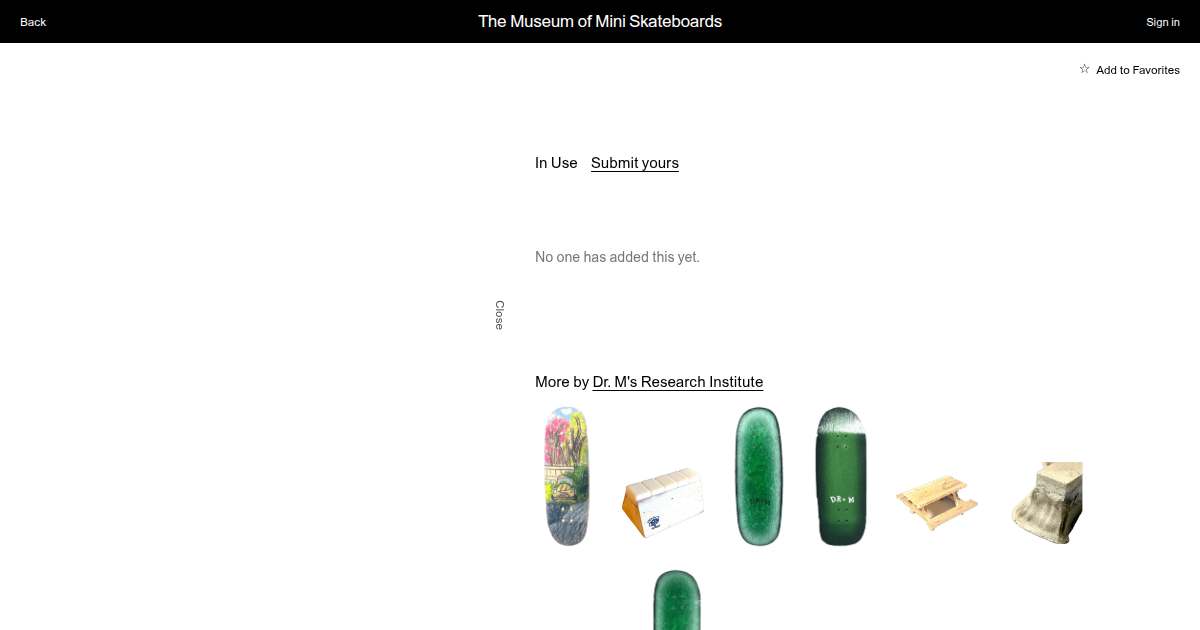 Back
The Museum of Mini Skateboards
Sign in
☆ Add to Favorites
In Use Submit yours
No one has added this yet.
Close
More by Dr. M's Research Institute
DR. M